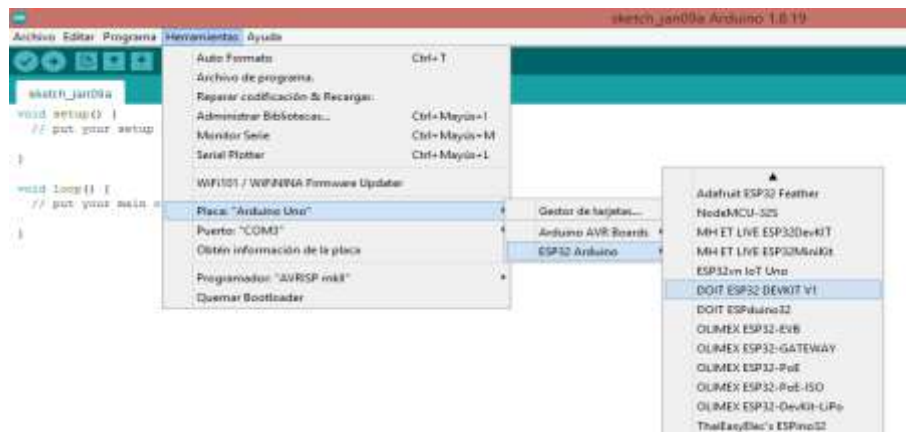 sketch_jan09a Arduino 1.8.19
Archivo Editar Programa Herramientas Ayuda
sketch_jan09a
void setup() {
// put your setup
}
void loop() {
// put your main c
}
Auto Formato Ctrl+T
Archivo de programa.
Reparar codificación & Recargar.
Administrar Bibliotecas... Ctrl+Mayús+I
Monitor Serie Ctrl+Mayús+M
Serial Plotter Ctrl+Mayús+L
WiFi101 / WiFiNINA Firmware Updater
Placa: "Arduino Uno"
Puerto: "COM3"
Obtén información de la placa
Programador: "AVRISP mkII"
Quemar Bootloader
Gestor de tarjetas...
Arduino AVR Boards
ESP32 Arduino
Adafruit ESP32 Feather
NodeMCU-32S
MH ET LIVE ESP32DevKIT
MH ET LIVE ESP32MiniKit
ESP32vn IoT Uno
DOIT ESP32 DEVKIT V1
DOIT ESPduino32
OLIMEX ESP32-EVB
OLIMEX ESP32-GATEWAY
OLIMEX ESP32-PoE
OLIMEX ESP32-PoE-ISO
OLIMEX ESP32-DevKit-LiPo
ThaiEasyElec's ESPino32